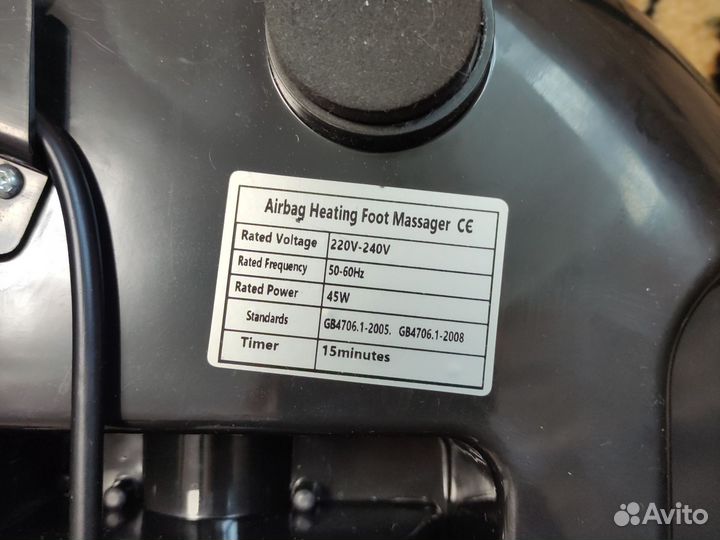 Airbag Heating Foot Massager CE
Rated Voltage 220V-240V
Rated Frequency 50-60Hz
Rated Power 45W
Standards GB4706.1-2005. GB4706.1-2008
Timer 15minutes
Avito